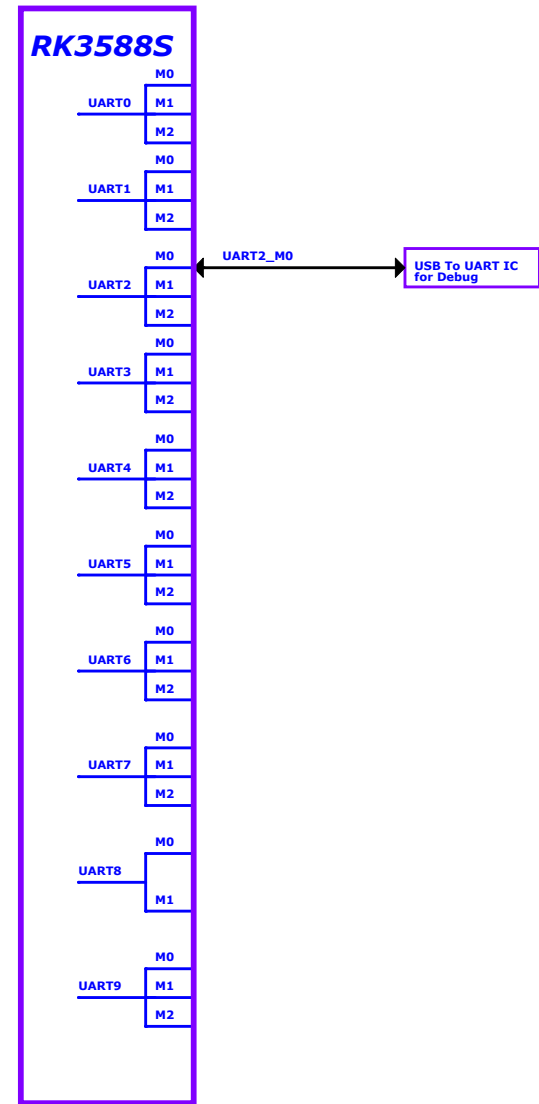 RK3588S
M0
UART0 M1
M2
M0
UART1 M1
M2
M0 UART2_M0
USB To UART IC
for Debug
UART2 M1
M2
M0
UART3 M1
M2
M0
UART4 M1
M2
M0
UART5 M1
M2
M0
UART6 M1
M2
M0
UART7 M1
M2
M0
UART8
M1
M0
UART9 M1
M2